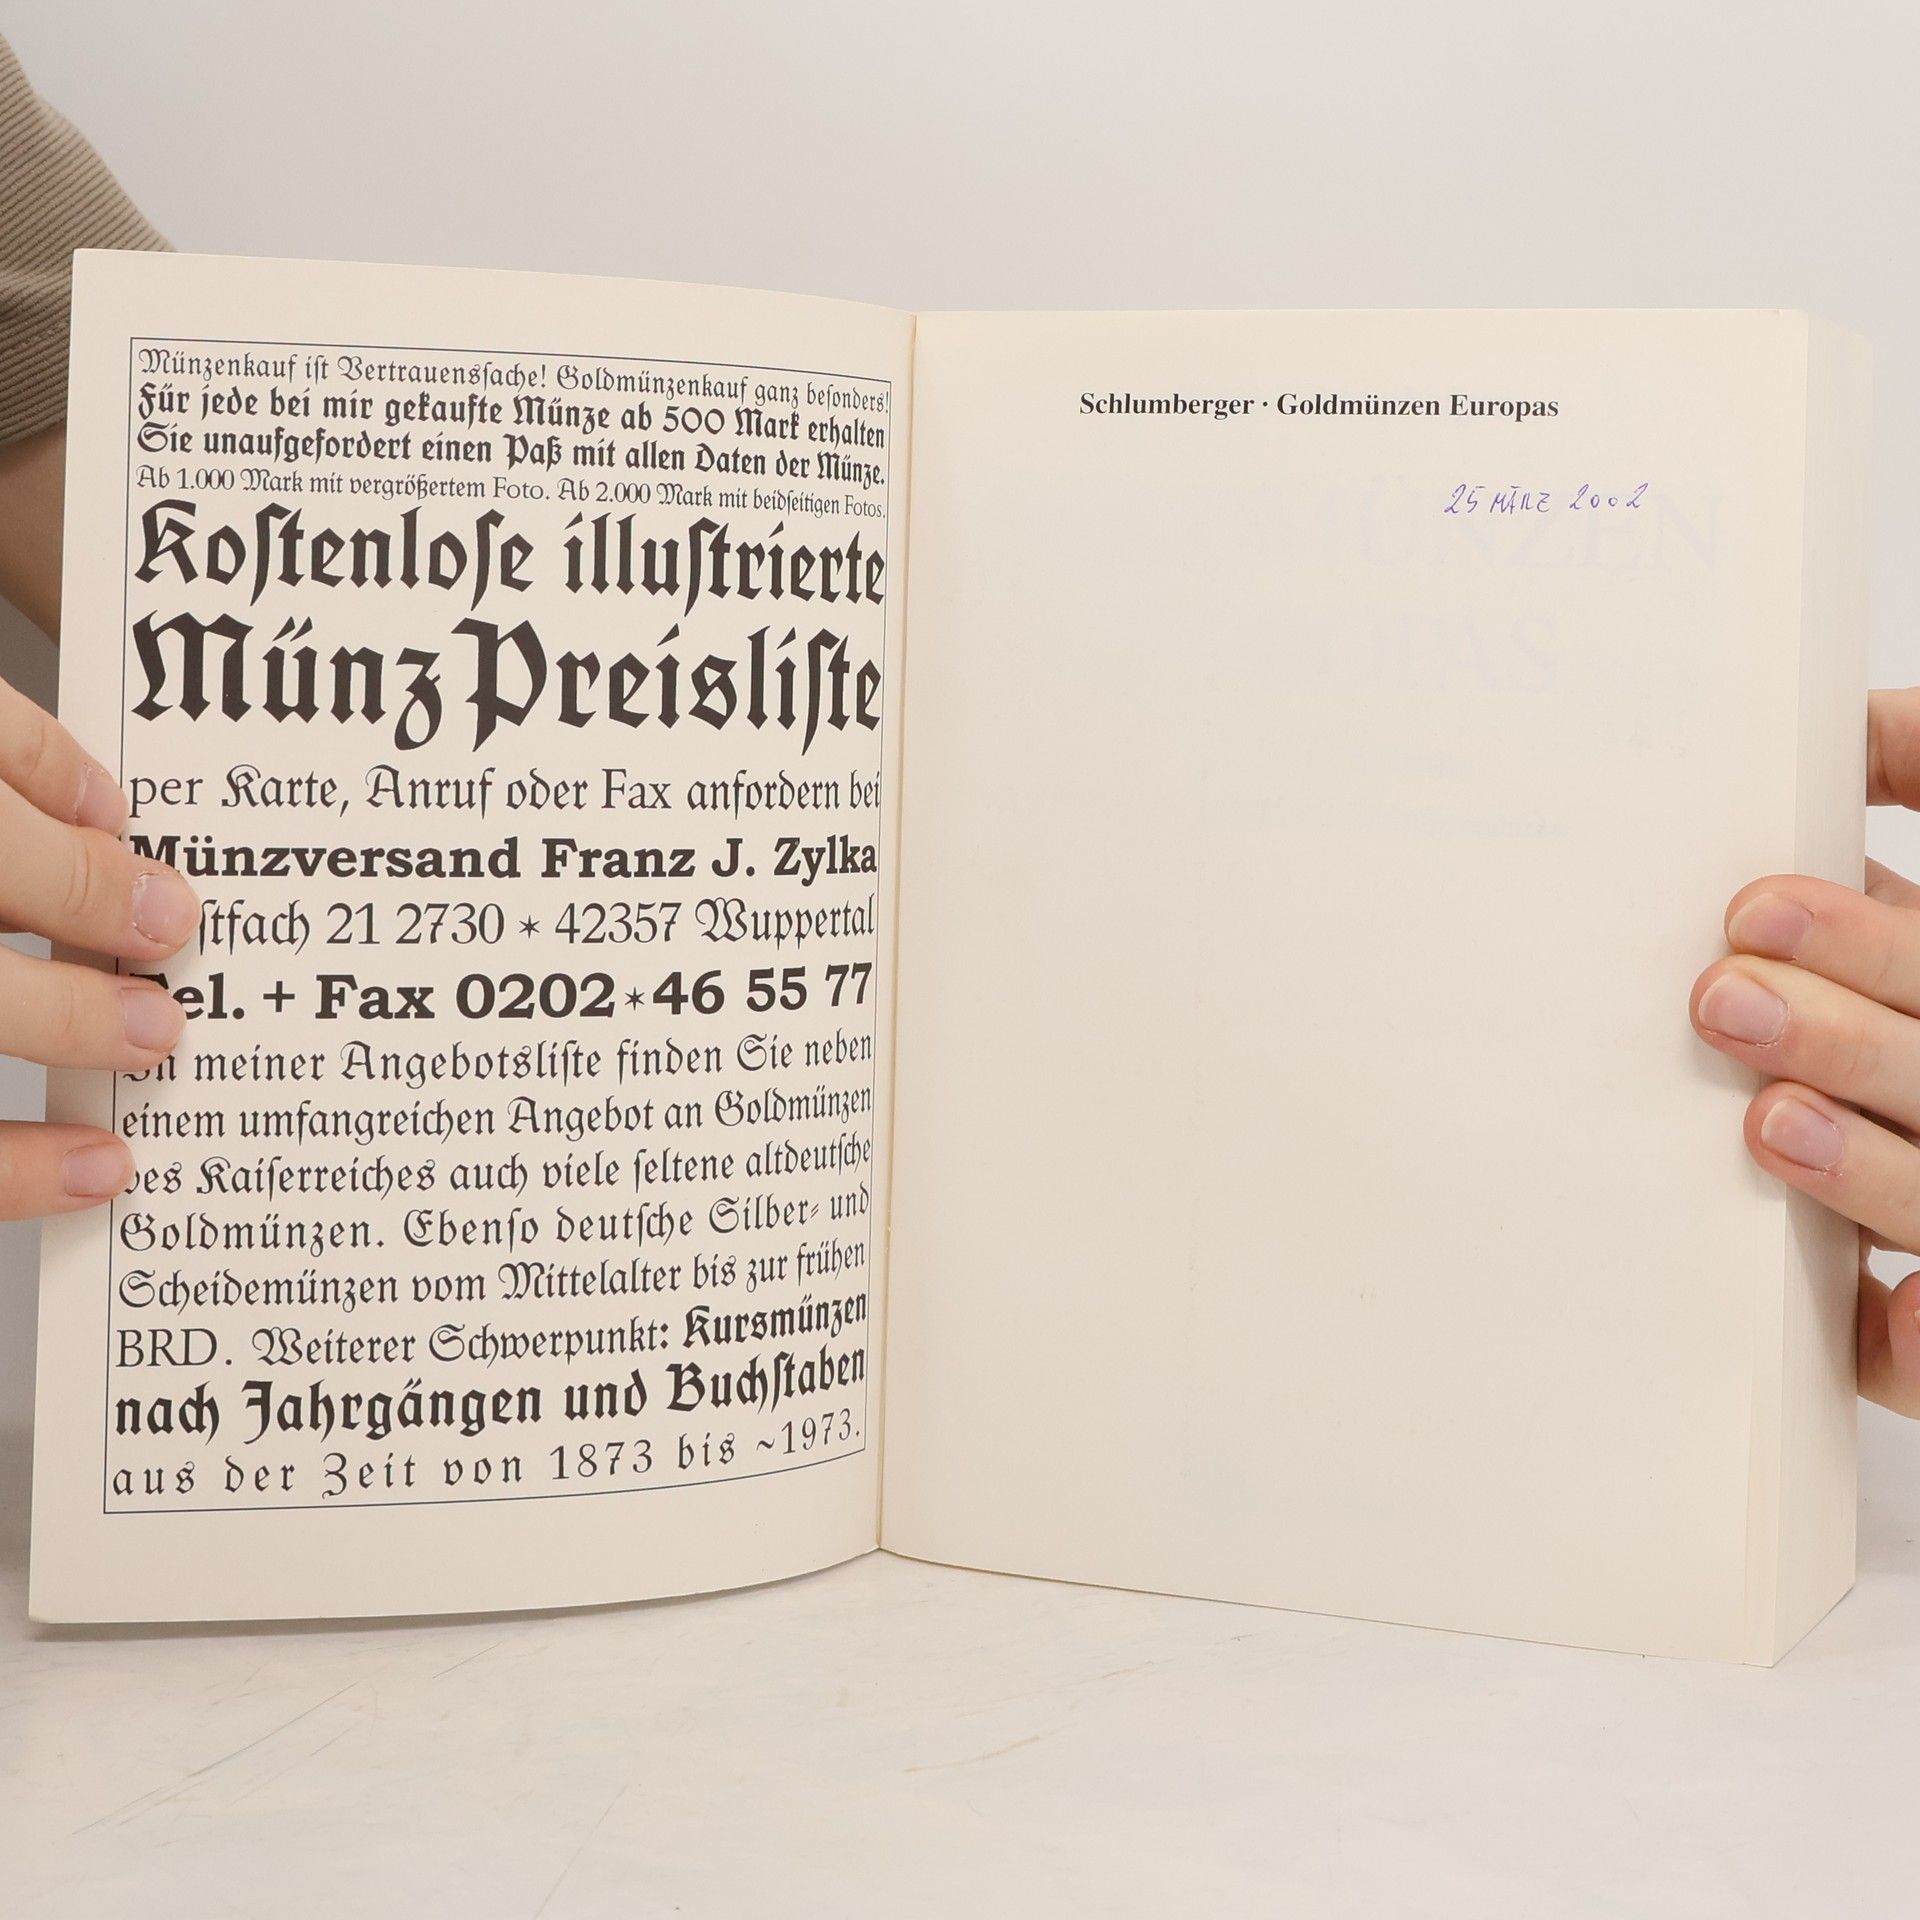 Münzenkauf iſt Vertrauensſache! Goldmünzenkauf ganz beſonders!
Für jede bei mir gekaufte Münze ab 500 Mark erhalten
Sie unaufgefordert einen Paß mit allen Daten der Münze.
Ab 1.000 Mark mit vergrößertem Foto. Ab 2.000 Mark mit beidſeitigen Fotos.
Koſtenloſe illuſtrierte
Münz Preisliſte
per Karte, Anruf oder Fax anfordern bei
Münzversand Franz J. Zylka
ſtfach 21 2730 * 42357 Wuppertal
Tel. + Fax 0202*46 55 77
In meiner Angebotsliſte finden Sie neben
einem umfangreichen Angebot an Goldmünzen
des Kaiſerreiches auch viele ſeltene altdeutſche
Goldmünzen. Ebenſo deutſche Silber- und
Scheidemünzen vom Mittelalter bis zur frühen
BRD. Weiterer Schwerpunkt: Kursmünzen
nach Jahrgängen und Buchſtaben
aus der Zeit von 1873 bis ~1973.
Schlumberger · Goldmünzen Europas
25 MÄRZ 2002